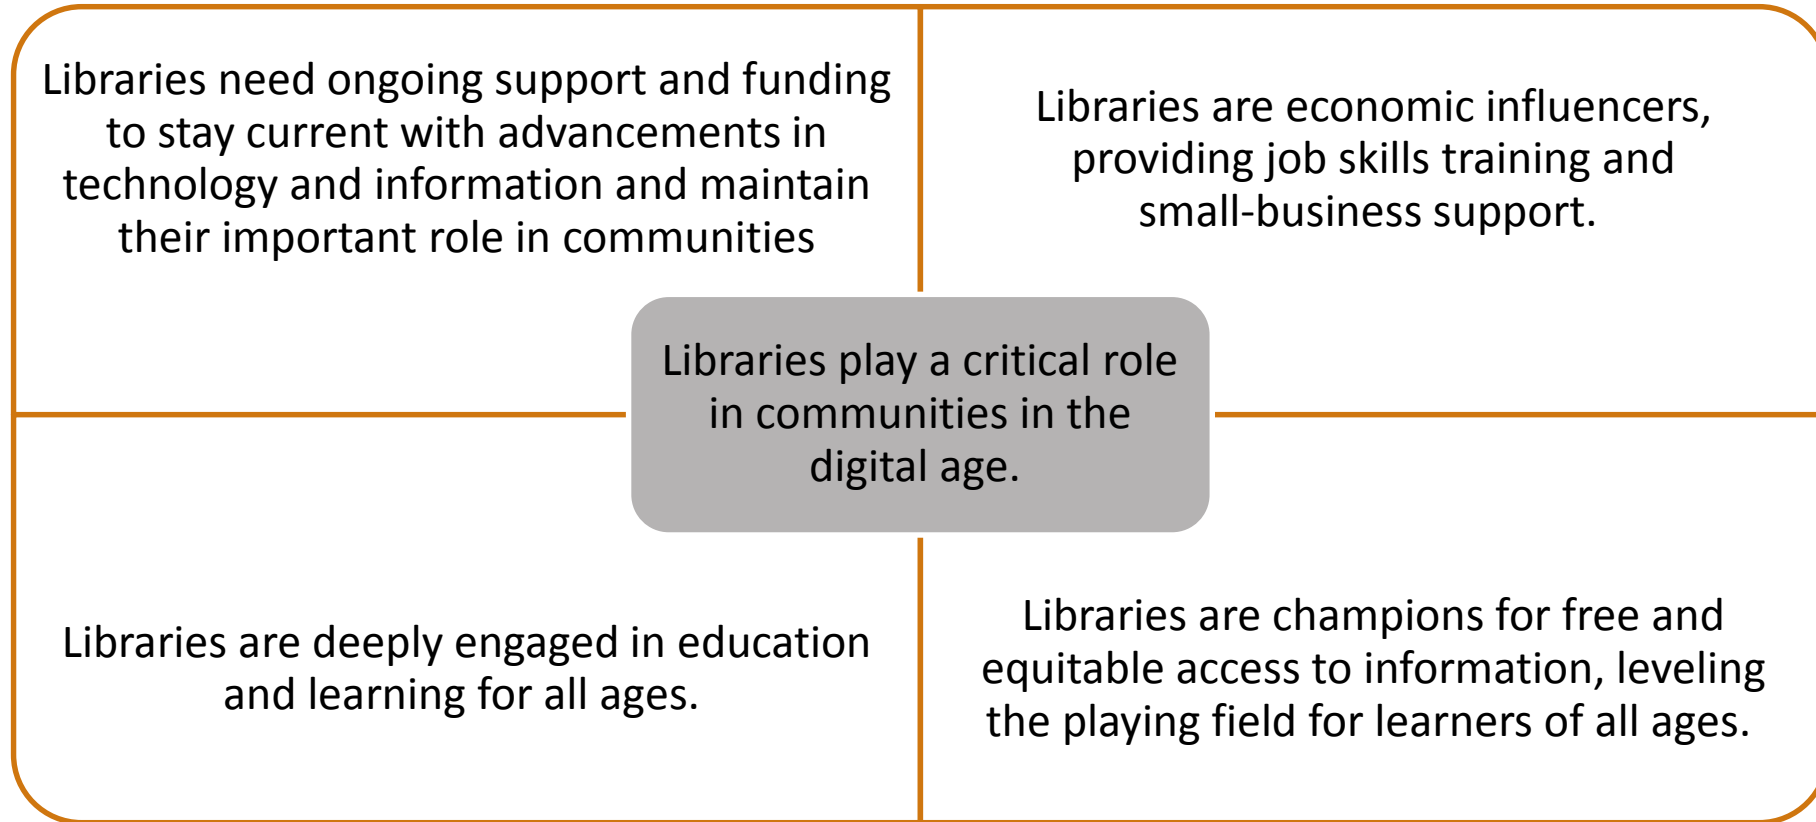 Libraries need ongoing support and funding
to stay current with advancements in
technology and information and maintain
their important role in communities
Libraries are economic influencers,
providing job skills training and
small-business support.
Libraries play a critical role
in communities in the
digital age.
Libraries are deeply engaged in education
and learning for all ages.
Libraries are champions for free and
equitable access to information, leveling
the playing field for learners of all ages.